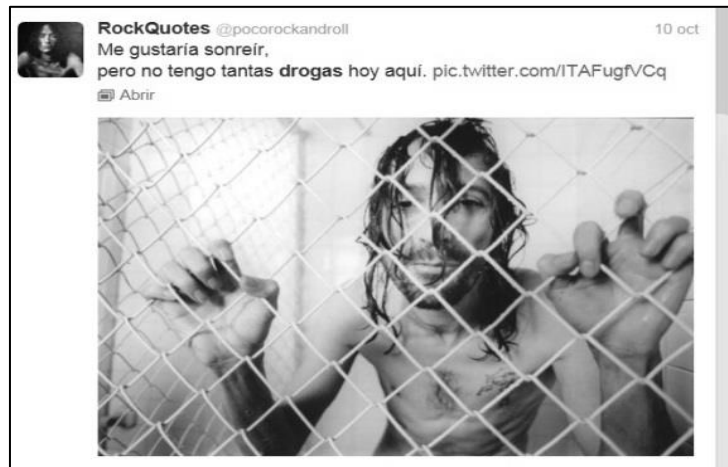 RockQuotes @pocorockandroll 10 oct
Me gustaría sonreír,
pero no tengo tantas drogas hoy aquí. pic.twitter.com/ITAFugfVCq
Abrir